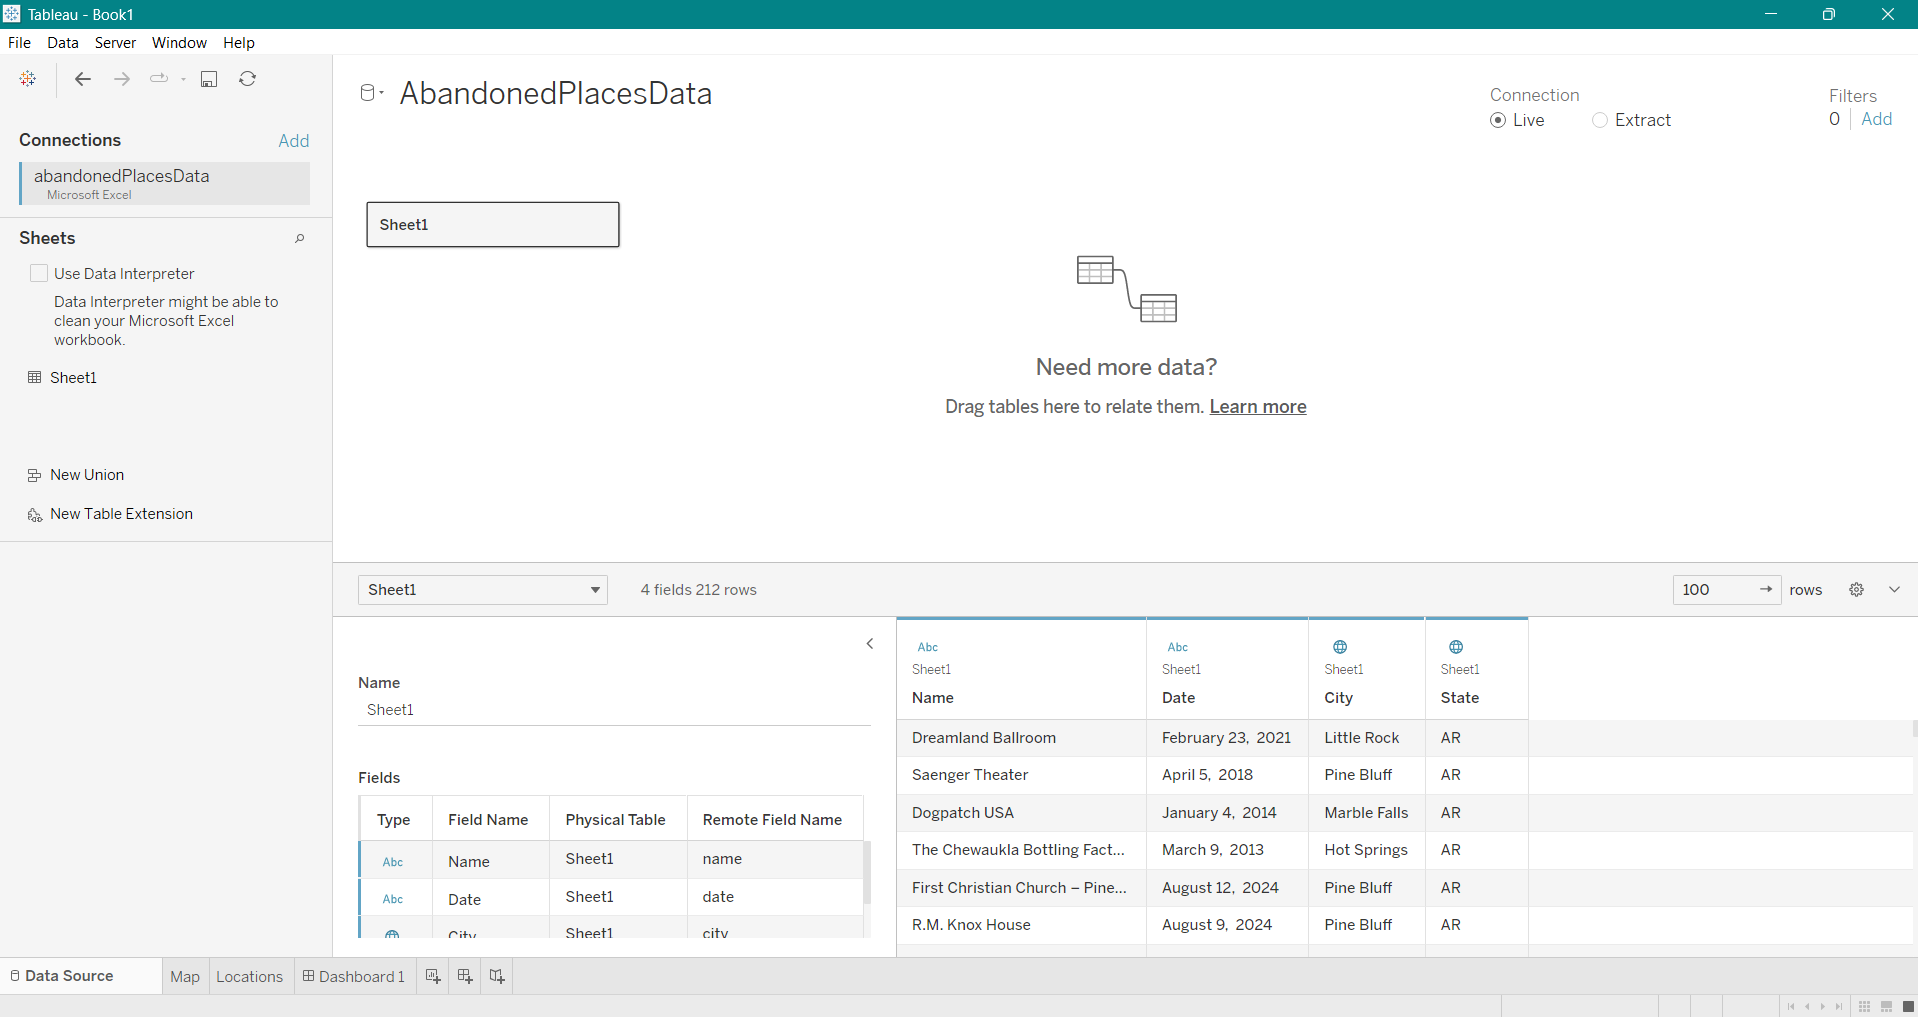 Tableau - Book1
File Data Server Window Help
Connections Add
abandonedPlacesData
Microsoft Excel
Sheets
Use Data Interpreter
Data Interpreter might be able to
clean your Microsoft Excel
workbook.
Sheet1
New Union
New Table Extension
AbandonedPlacesData
Connection
Live Extract
Filters
0 Add
Sheet1
Need more data?
Drag tables here to relate them. Learn more
Sheet1 4 fields 212 rows 100 rows
Name
Sheet1
Fields
Type Field Name Physical Table Remote Field Name
Abc Name Sheet1 name
Abc Date Sheet1 date
City Sheet1 city
Abc Abc
Sheet1 Sheet1 Sheet1 Sheet1
Name Date City State
Dreamland Ballroom February 23, 2021 Little Rock AR
Saenger Theater April 5, 2018 Pine Bluff AR
Dogpatch USA January 4, 2014 Marble Falls AR
The Chewaukla Bottling Fact... March 9, 2013 Hot Springs AR
First Christian Church – Pine... August 12, 2024 Pine Bluff AR
R.M. Knox House August 9, 2024 Pine Bluff AR
Data Source Map Locations Dashboard 1